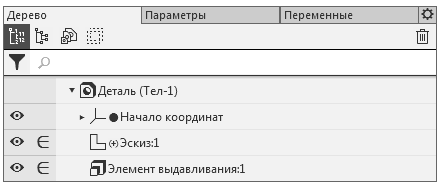 Дерево Параметры Переменные
Деталь (Тел-1)
Начало координат
(+)Эскиз:1
Элемент выдавливания:1